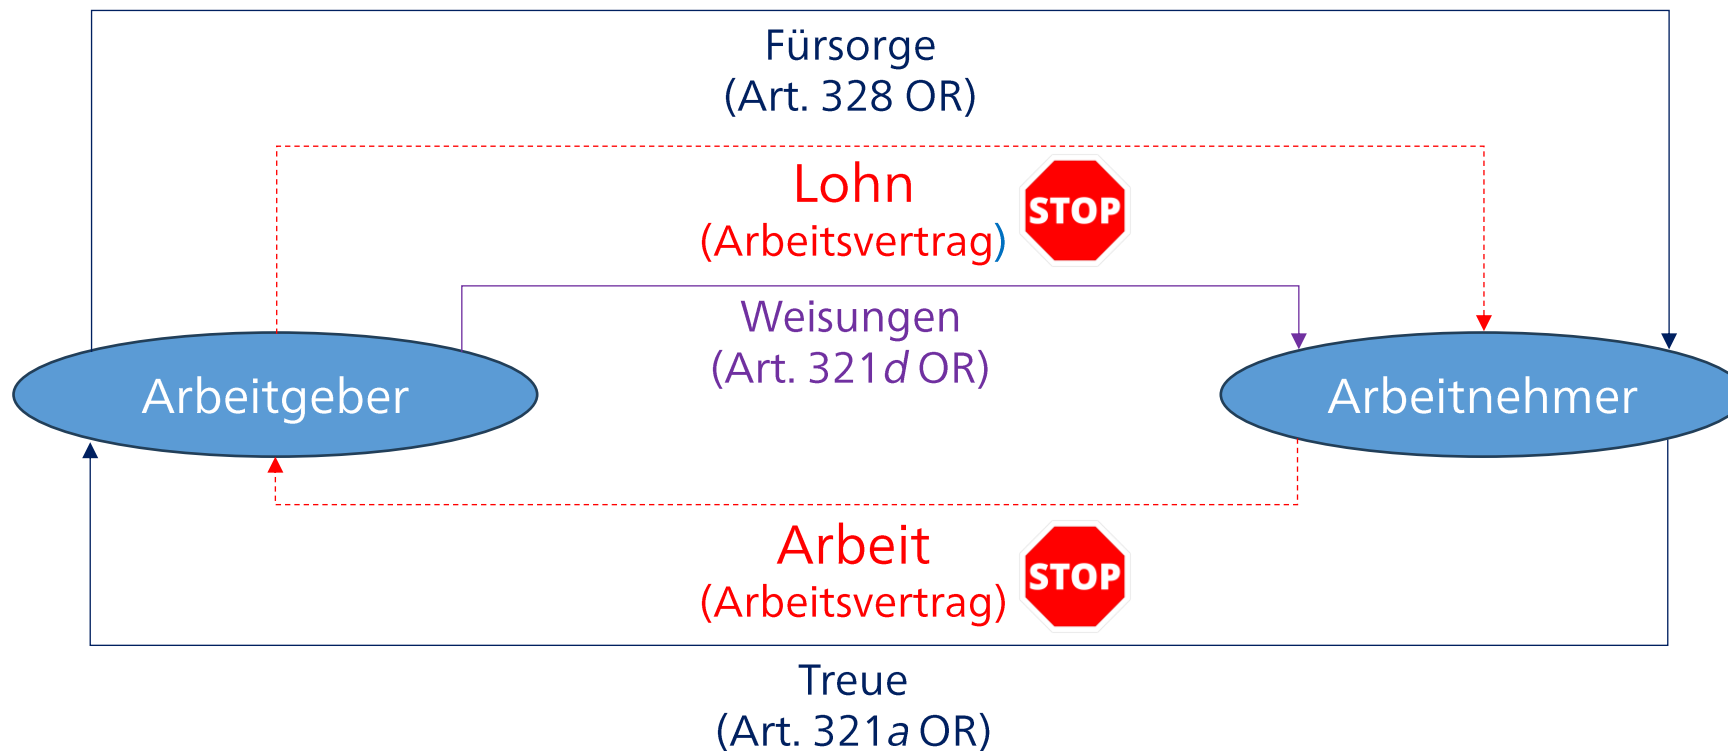 Fürsorge
(Art. 328 OR)
Lohn
(Arbeitsvertrag)
STOP
Weisungen
(Art. 321d OR)
Arbeitgeber
Arbeitnehmer
Arbeit
(Arbeitsvertrag)
STOP
Treue
(Art. 321a OR)